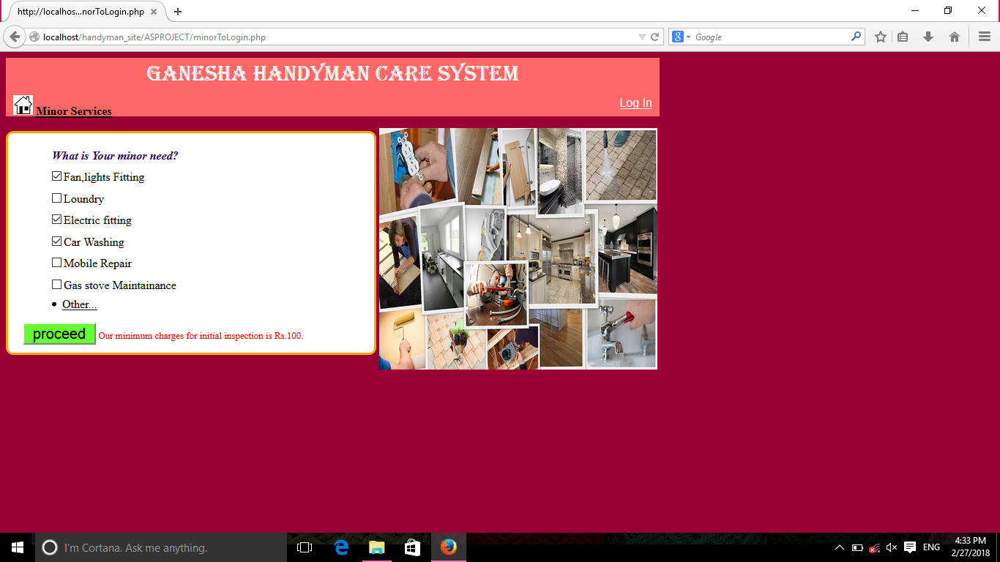 http://localhos...norToLogin.php
localhost/handyman_site/ASPROJECT/minorToLogin.php
Google
GANESHA HANDYMAN CARE SYSTEM
Log In
Minor Services
What is Your minor need?
Fan,lights Fitting
Loundry
Electric fitting
Car Washing
Mobile Repair
Gas stove Maintainance
Other...
proceed Our minimum charges for initial inspection is Rs.100.
I'm Cortana. Ask me anything.
ENG
4:33 PM
2/27/2018